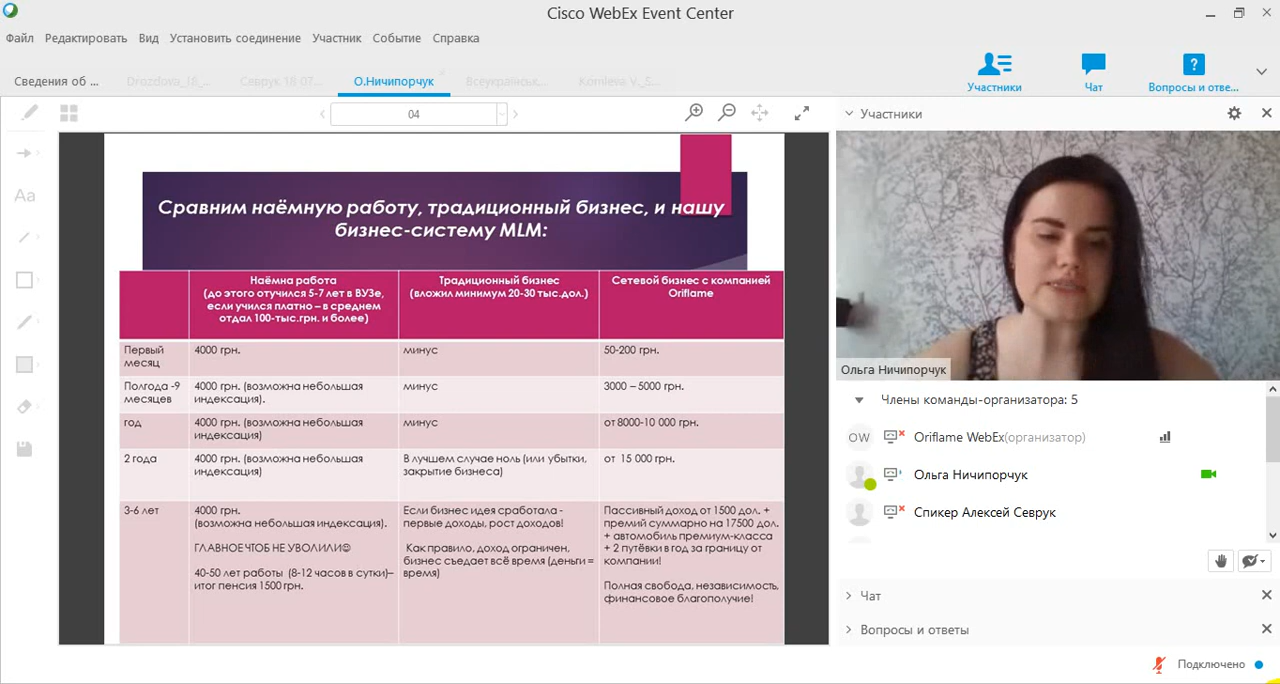 Cisco WebEx Event Center
Файл Редактировать Вид Установить соединение Участник Событие Справка
Участники Чат Вопросы и отве...
Сведения об ... Drozdova_18_... Севрук 18 07... О.Ничипорчук Всеукраїнськ... Komleva V._S...
04
Участники
Aa
Сравним наёмную работу, традиционный бизнес, и нашу
бизнес-систему MLM:
Наёмна работа
(до этого отучился 5-7 лет в ВУЗе,
если учился платно – в среднем
отдал 100-тыс.грн. и более)
Традиционный бизнес
(вложил минимум 20-30 тыс.дол.)
Сетевой бизнес с компанией
Oriflame
Первый
месяц
4000 грн.
минус
50-200 грн.
Полгода -9
месяцев
4000 грн. (возможна небольшая
индексация).
минус
3000 – 5000 грн.
год
4000 грн. (возможна небольшая
индексация)
минус
от 8000-10 000 грн.
2 года
4000 грн. (возможна небольшая
индексация)
В лучшем случае ноль (или убытки,
закрытие бизнеса)
от 15 000 грн.
3-6 лет
4000 грн.
(возможна небольшая индексация).
ГЛАВНОЕ ЧТОБ НЕ УВОЛИЛИ☺
40-50 лет работы (8-12 часов в сутки)–
итог пенсия 1500 грн.
Если бизнес идея сработала -
первые доходы, рост доходов!
Как правило, доход ограничен,
бизнес съедает всё время (деньги =
время)
Пассивный доход от 1500 дол. +
премий суммарно на 17500 дол.
+ автомобиль премиум-класса
+ 2 путёвки в год за границу от
компании!
Полная свобода, независимость,
финансовое благополучие!
Ольга Ничипорчук
Члены команды-организатора: 5
OW Oriflame WebEx(организатор)
Ольга Ничипорчук
Спикер Алексей Севрук
Чат
Вопросы и ответы
Подключено